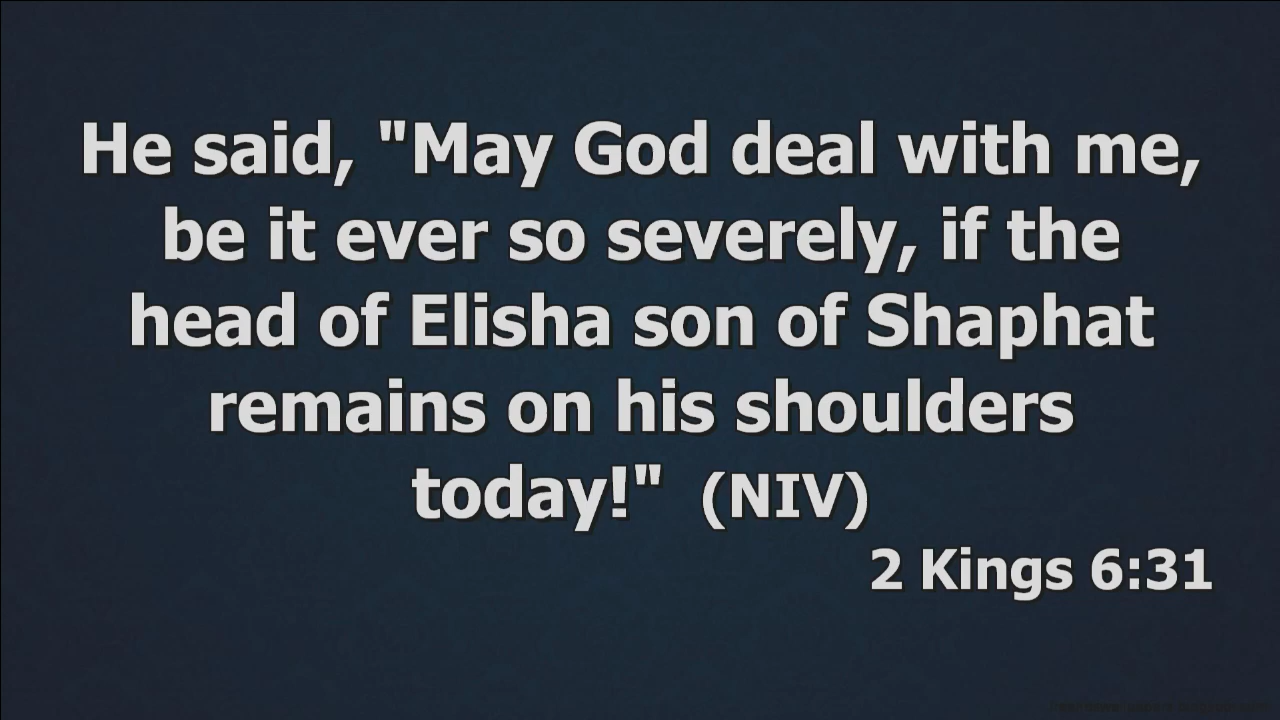 He said, "May God deal with me,
be it ever so severely, if the
head of Elisha son of Shaphat
remains on his shoulders
today!" (NIV)
2 Kings 6:31